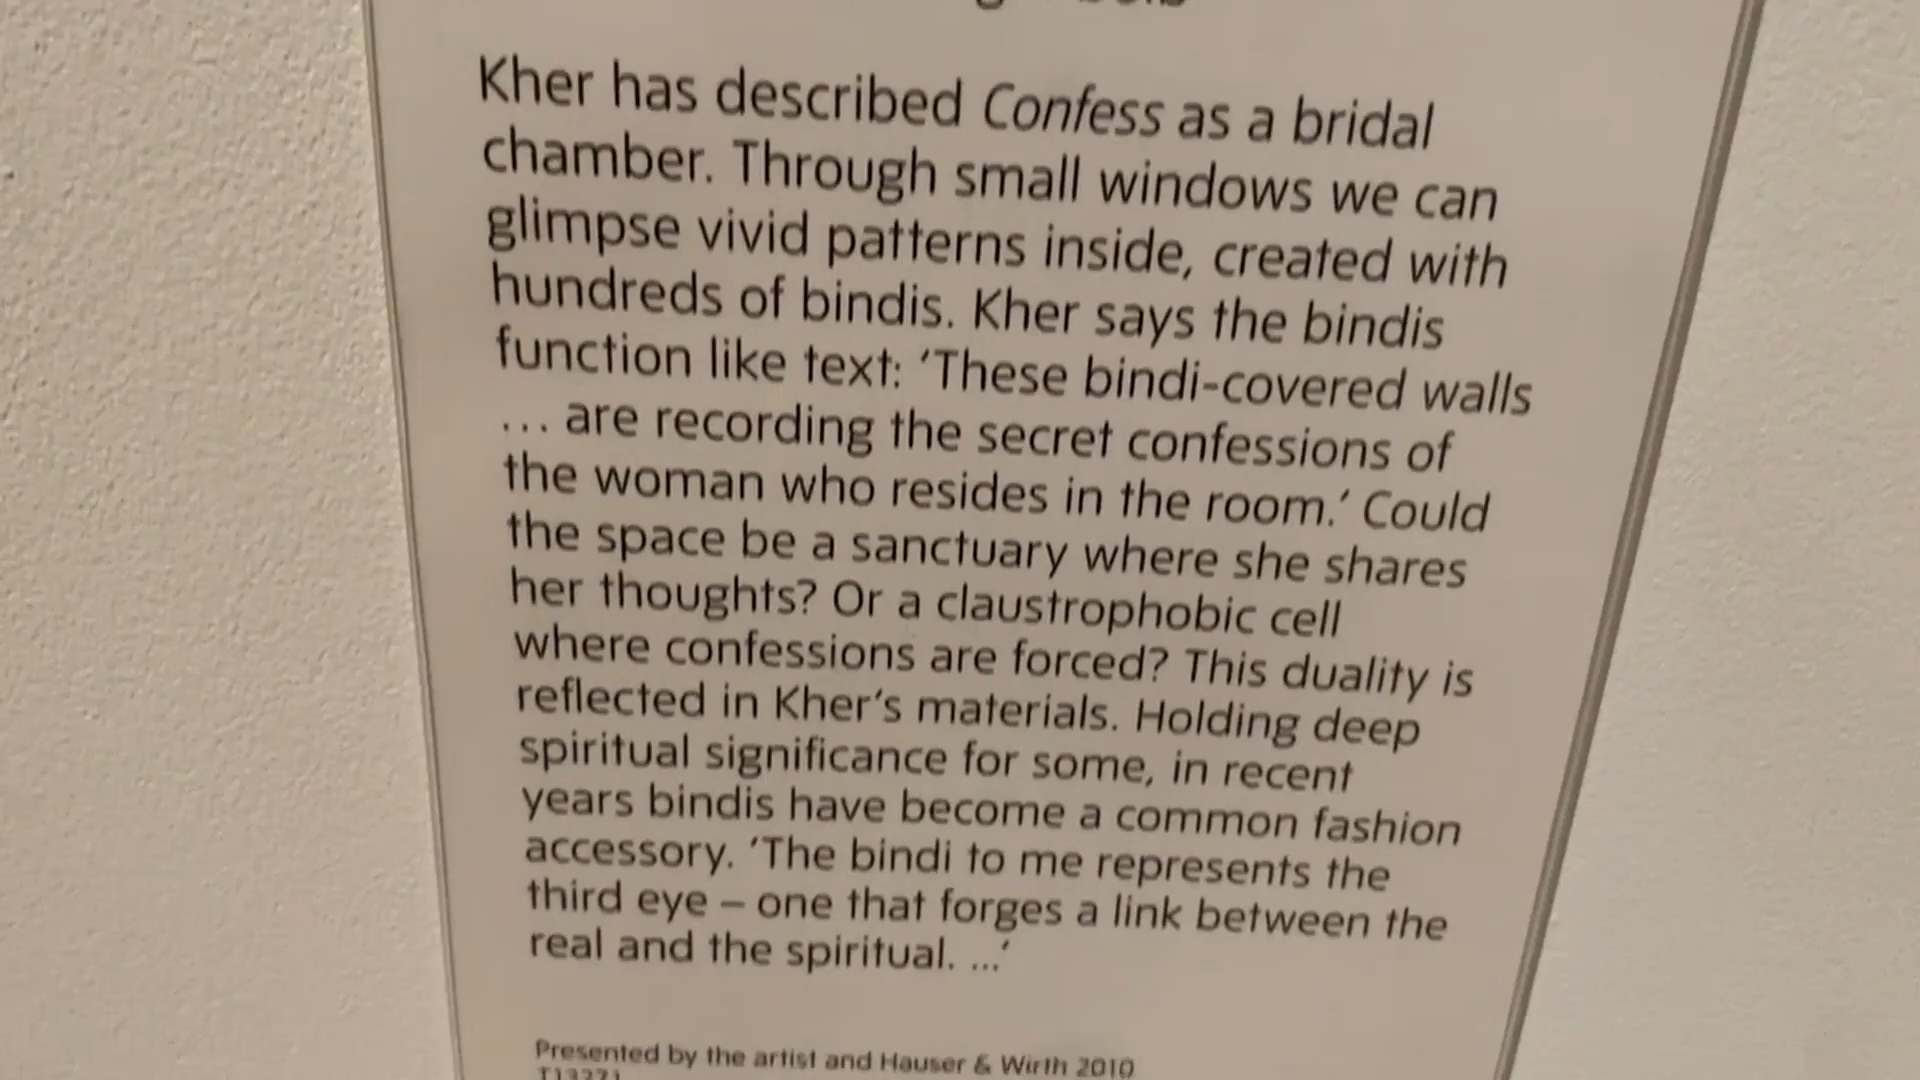 Kher has described Confess as a bridal
chamber. Through small windows we can
glimpse vivid patterns inside, created with
hundreds of bindis. Kher says the bindis
function like text: ‘These bindi-covered walls
… are recording the secret confessions of
the woman who resides in the room.’ Could
the space be a sanctuary where she shares
her thoughts? Or a claustrophobic cell
where confessions are forced? This duality is
reflected in Kher’s materials. Holding deep
spiritual significance for some, in recent
years bindis have become a common fashion
accessory. ‘The bindi to me represents the
third eye – one that forges a link between the
real and the spiritual. …’
Presented by the artist and Hauser & Wirth 2010